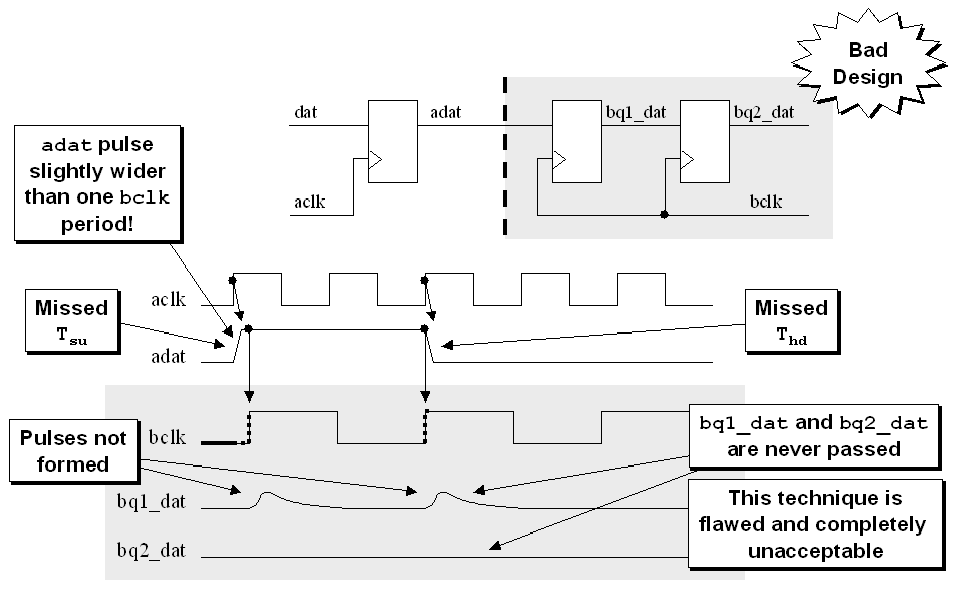 Bad
Design
dat
adat
bq1_dat
bq2_dat
aclk
bclk
adat pulse
slightly wider
than one bclk
period!
Missed
Tsu
aclk
adat
Missed
Thd
Pulses not
formed
bclk
bq1_dat
bq2_dat
bq1_dat and bq2_dat
are never passed
This technique is
flawed and completely
unacceptable